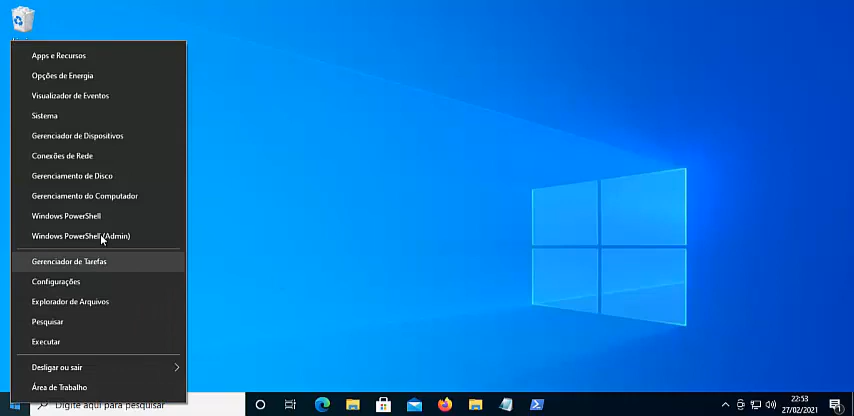 Apps e Recursos
Opções de Energia
Visualizador de Eventos
Sistema
Gerenciador de Dispositivos
Conexões de Rede
Gerenciamento de Disco
Gerenciamento do Computador
Windows PowerShell
Windows PowerShell (Admin)
Gerenciador de Tarefas
Configurações
Explorador de Arquivos
Pesquisar
Executar
Desligar ou sair
Área de Trabalho
Digite aqui para pesquisar
22:53
27/02/2021